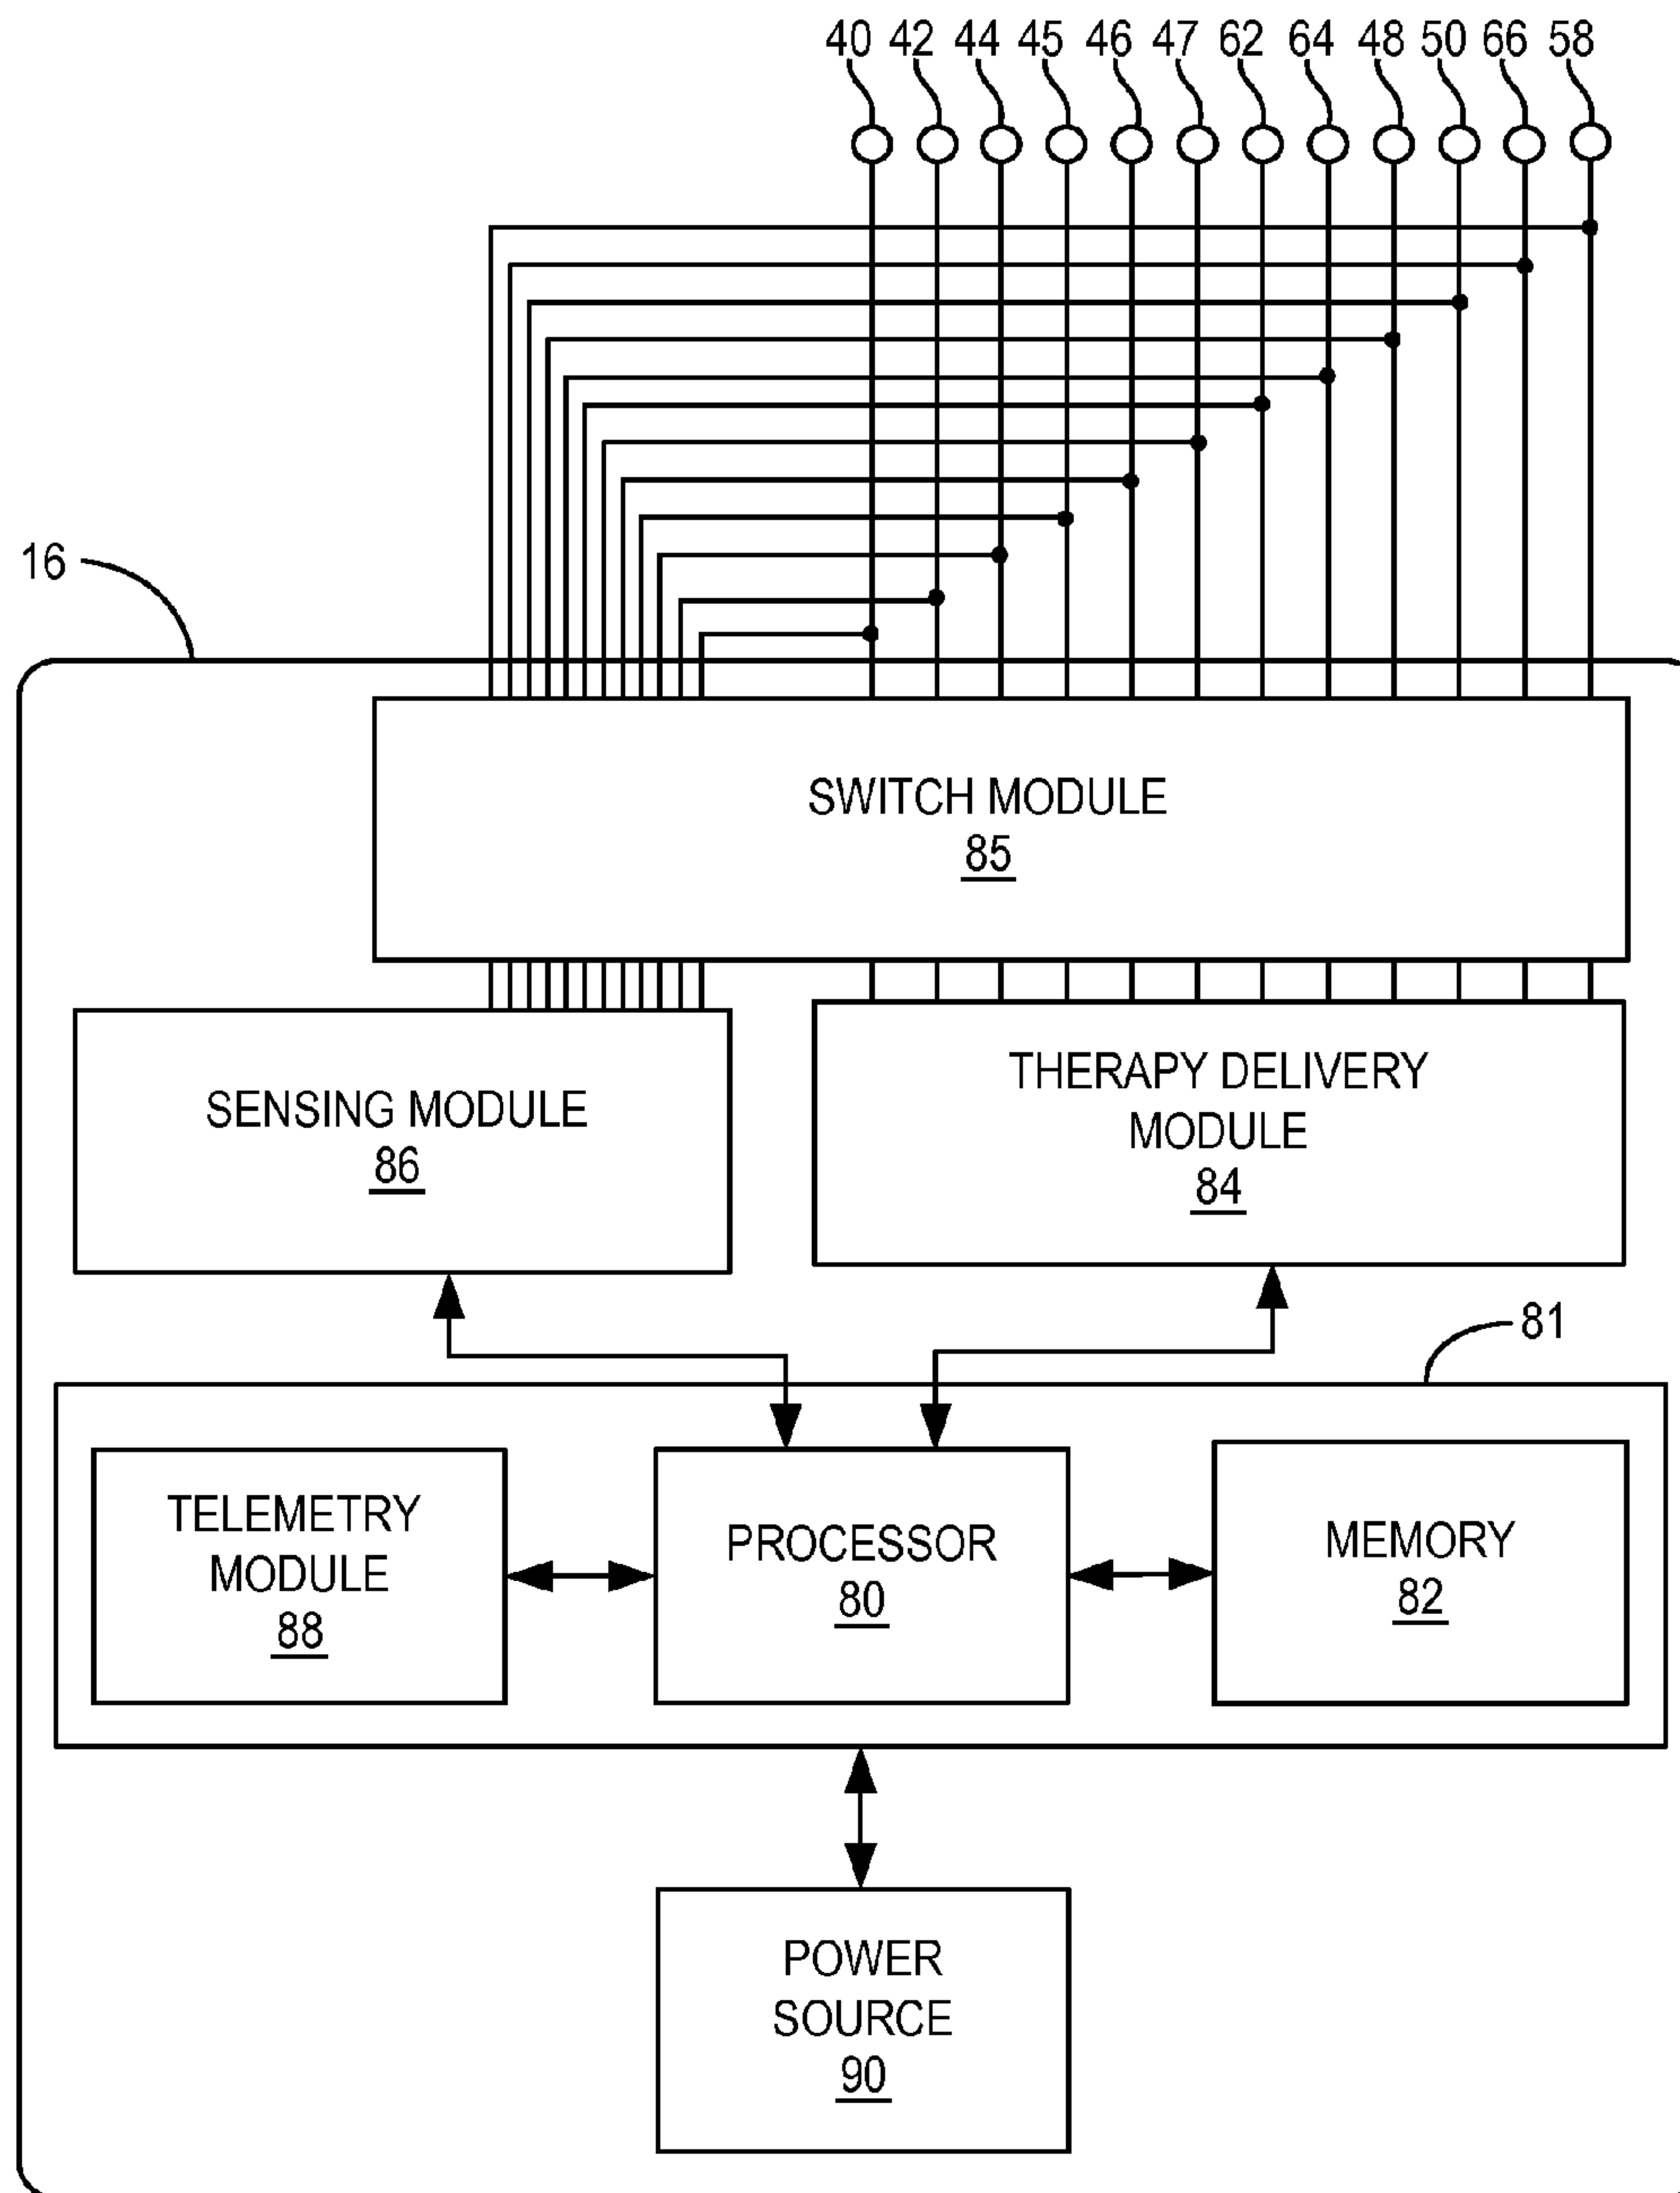 40 42 44 45 46 47 62 64 48 50 66 58
16
SWITCH MODULE
85
SENSING MODULE
86
THERAPY DELIVERY
MODULE
84
81
TELEMETRY
MODULE
88
PROCESSOR
80
MEMORY
82
POWER
SOURCE
90